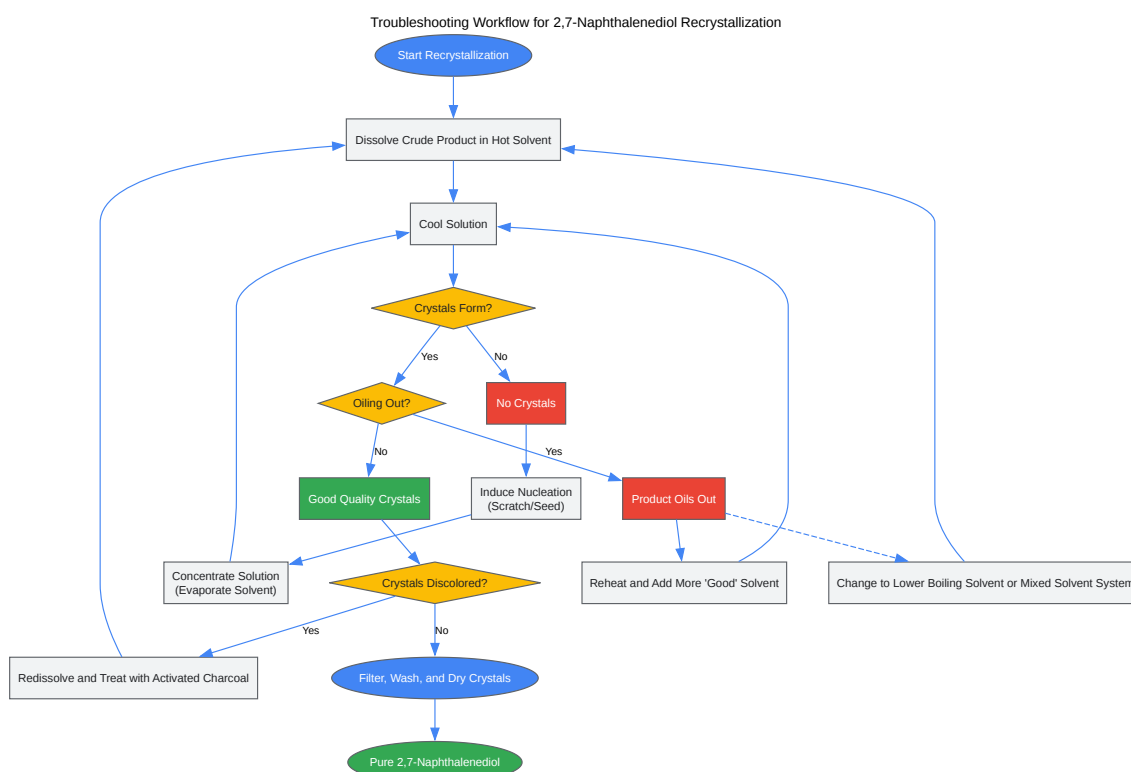 Troubleshooting Workflow for 2,7-Naphthalenediol Recrystallization
Start Recrystallization
Dissolve Crude Product in Hot Solvent
Cool Solution
Crystals Form?
Yes
No
Oiling Out?
No Crystals
No
Yes
Good Quality Crystals
Induce Nucleation
(Scratch/Seed)
Product Oils Out
Concentrate Solution
(Evaporate Solvent)
Crystals Discolored?
Reheat and Add More 'Good' Solvent
Change to Lower Boiling Solvent or Mixed Solvent System
Yes
No
Redissolve and Treat with Activated Charcoal
Filter, Wash, and Dry Crystals
Pure 2,7-Naphthalenediol